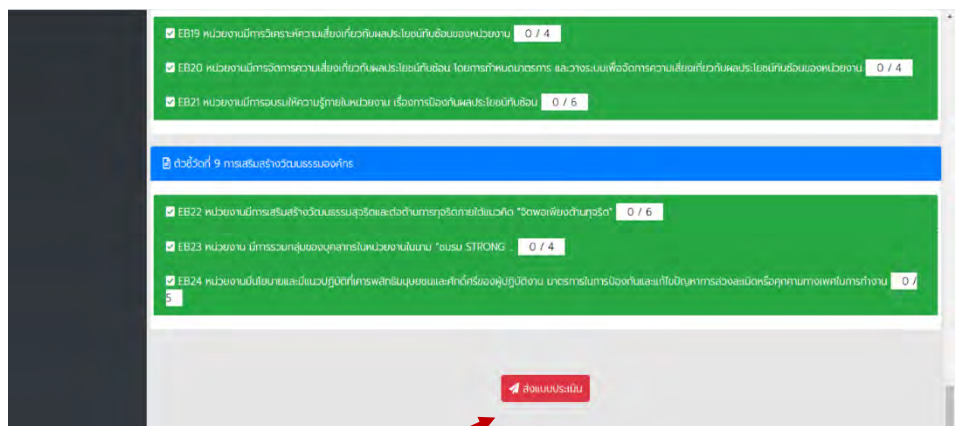 EB19 หน่วยงานมีการวิเคราะห์ความเสี่ยงเกี่ยวกับผลประโยชน์ทับซ้อนของหน่วยงาน 0 / 4
EB20 หน่วยงานมีการจัดการความเสี่ยงเกี่ยวกับผลประโยชน์ทับซ้อน โดยการกำหนดมาตรการ และวางระบบเพื่อจัดการความเสี่ยงเกี่ยวกับผลประโยชน์ทับซ้อนของหน่วยงาน 0 / 4
EB21 หน่วยงานมีการอบรมให้ความรู้ภายในหน่วยงาน เรื่องการป้องกันผลประโยชน์ทับซ้อน 0 / 6
ตัวชี้วัดที่ 9 การเสริมสร้างวัฒนธรรมองค์กร
EB22 หน่วยงานมีการเสริมสร้างวัฒนธรรมสุจริตและต่อต้านการทุจริตภายใต้แนวคิด "จิตพอเพียงต้านทุจริต" 0 / 6
EB23 หน่วยงาน มีการรวมกลุ่มของบุคลากรในหน่วยงานในนาม "ชมรม STRONG .. 0 / 4
EB24 หน่วยงานมีนโยบายและมีแนวปฏิบัติที่เคารพสิทธิมนุษยชนและศักดิ์ศรีของผู้ปฏิบัติงาน มาตรการในการป้องกันและแก้ไขปัญหาการล่วงละเมิดหรือคุกคามทางเพศในการทำงาน 0 /
5
ส่งแบบประเมิน